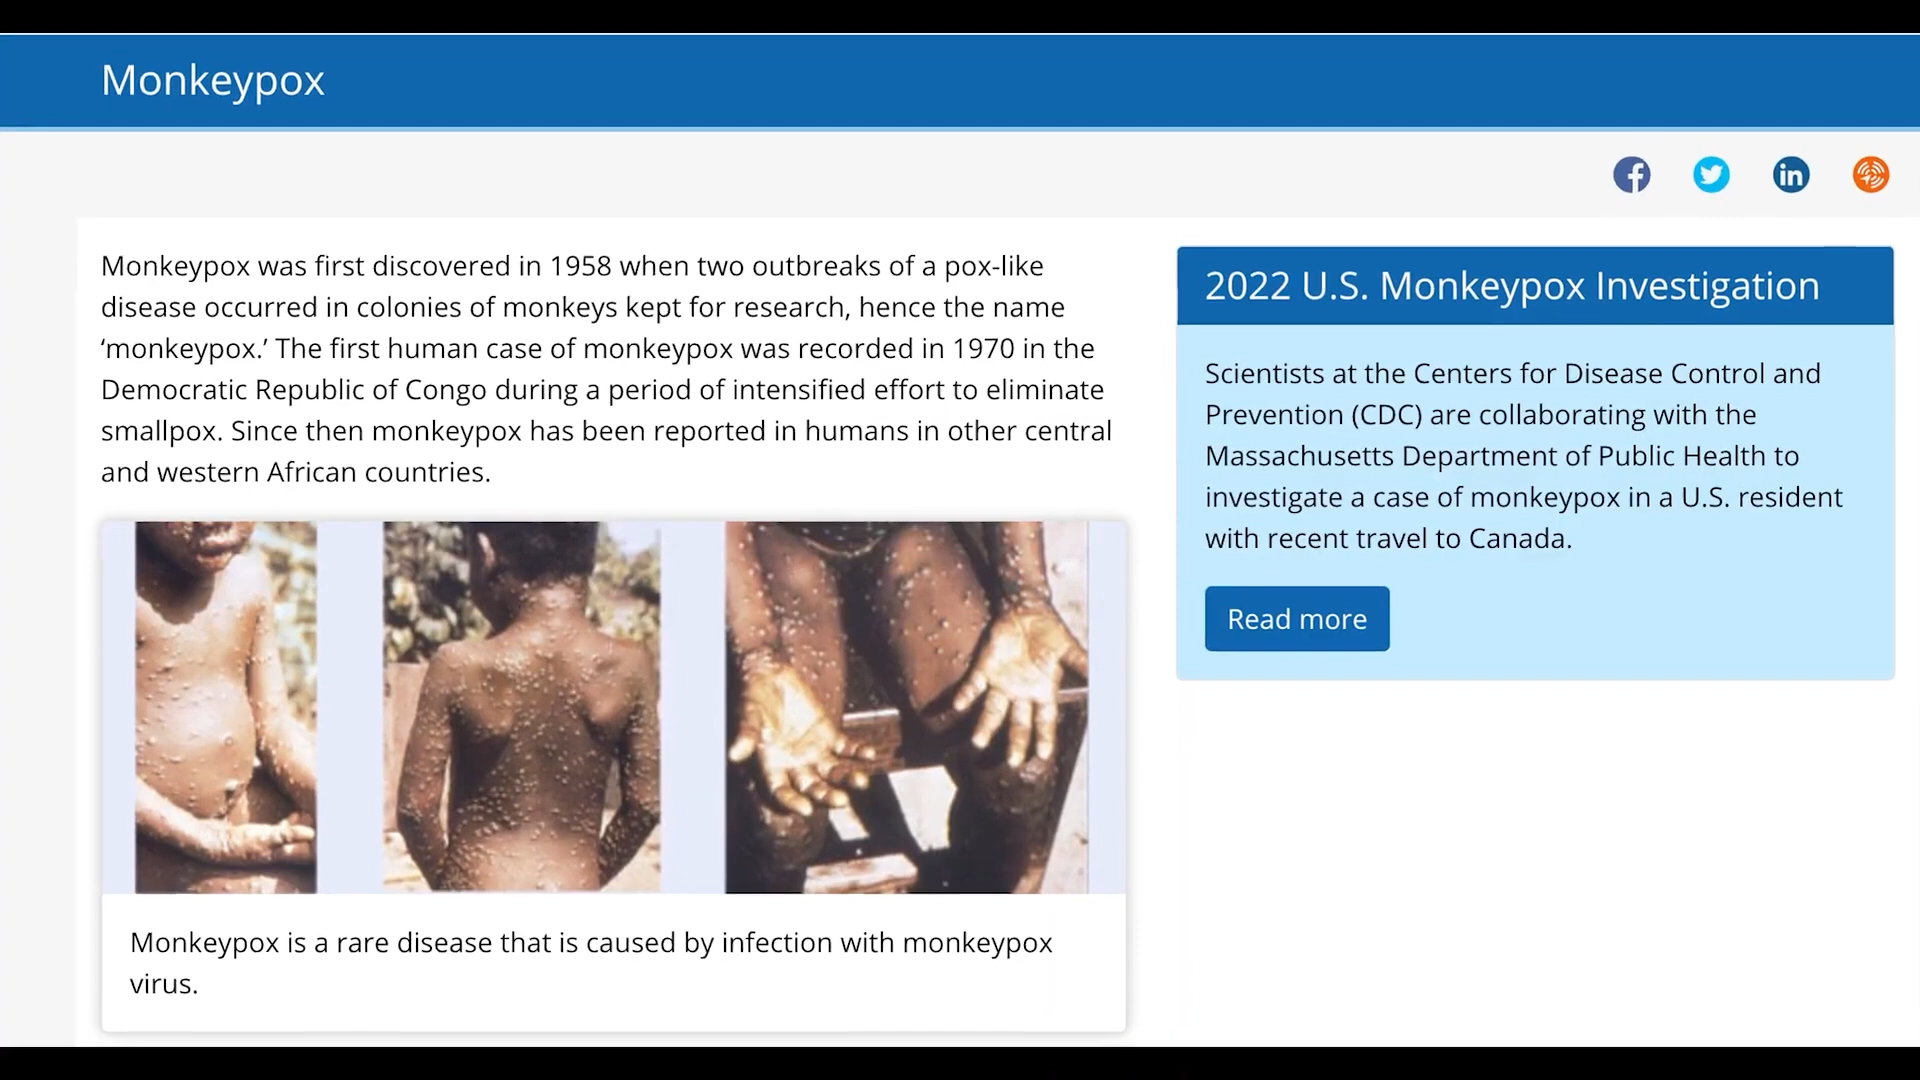 Monkeypox
Monkeypox was first discovered in 1958 when two outbreaks of a pox-like
disease occurred in colonies of monkeys kept for research, hence the name
‘monkeypox.’ The first human case of monkeypox was recorded in 1970 in the
Democratic Republic of Congo during a period of intensified effort to eliminate
smallpox. Since then monkeypox has been reported in humans in other central
and western African countries.
Monkeypox is a rare disease that is caused by infection with monkeypox
virus.
2022 U.S. Monkeypox Investigation
Scientists at the Centers for Disease Control and
Prevention (CDC) are collaborating with the
Massachusetts Department of Public Health to
investigate a case of monkeypox in a U.S. resident
with recent travel to Canada.
Read more